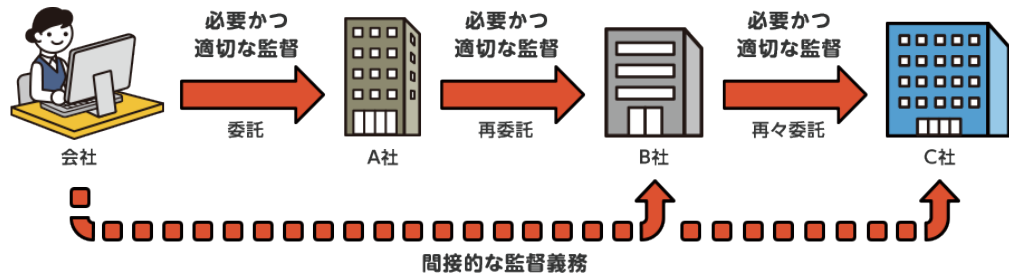 必要かつ
適切な監督
必要かつ
適切な監督
必要かつ
適切な監督
委託
再委託
再々委託
会社
A社
B社
C社
間接的な監督義務